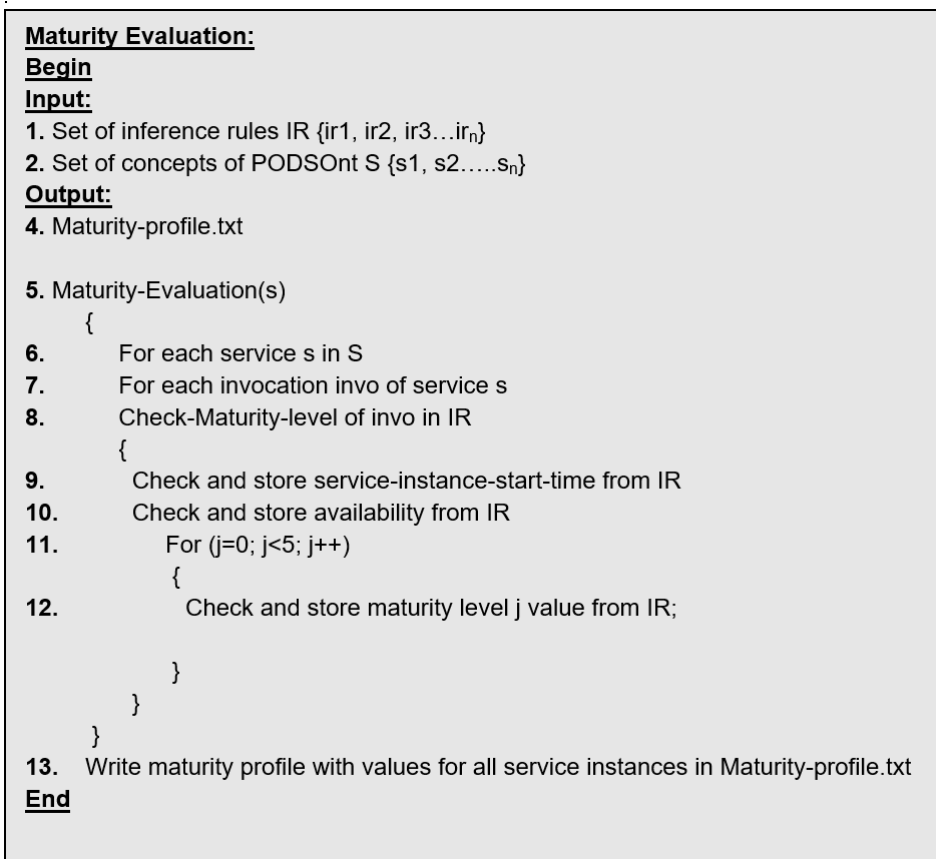 .
Maturity Evaluation:
Begin
Input:
1. Set of inference rules IR {ir1, ir2, ir3…irₙ}
2. Set of concepts of PODSOnt S {s1, s2…..sₙ}
Output:
4. Maturity-profile.txt
5. Maturity-Evaluation(s)
{
6. For each service s in S
7. For each invocation invo of service s
8. Check-Maturity-level of invo in IR
{
9. Check and store service-instance-start-time from IR
10. Check and store availability from IR
11. For (j=0; j<5; j++)
{
12. Check and store maturity level j value from IR;
}
}
}
13. Write maturity profile with values for all service instances in Maturity-profile.txt
End